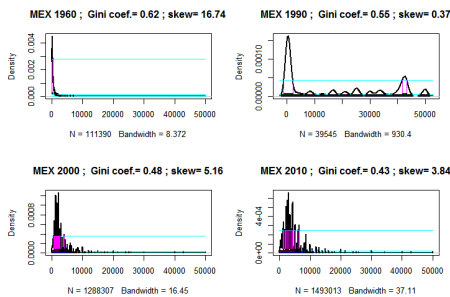 MEX 1960 ; Gini coef.= 0.62 ; skew= 16.74
Density
0.000 0.002 0.004
0 10000 20000 30000 40000 50000
N = 111390 Bandwidth = 8.372
MEX 1990 ; Gini coef.= 0.55 ; skew= 0.37
Density
0.00000 0.00010
0 10000 20000 30000 40000 50000
N = 39545 Bandwidth = 930.4
MEX 2000 ; Gini coef.= 0.48 ; skew= 5.16
Density
0.0000 0.0008
0 10000 20000 30000 40000 50000
N = 1288307 Bandwidth = 16.45
MEX 2010 ; Gini coef.= 0.43 ; skew= 3.84
Density
0e+00 4e-04
0 10000 20000 30000 40000 50000
N = 1493013 Bandwidth = 37.11